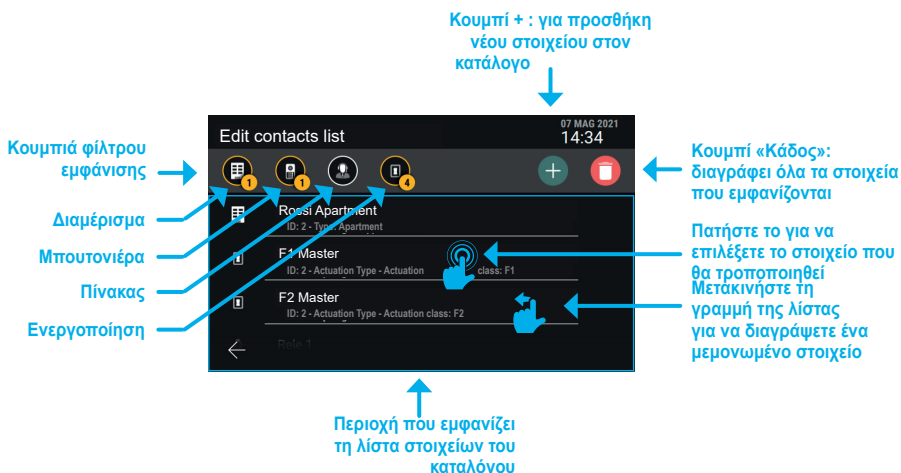 Κουμπί + : για προσθήκη
νέου στοιχείου στον
κατάλογο
07 MAG 2021
14:34
Edit contacts list
Κουμπιά φίλτρου
εμφάνισης
1
1
4
Κουμπί «Κάδος»:
διαγράφει όλα τα στοιχεία
που εμφανίζονται
Διαμέρισμα
Μπουτονιέρα
Πίνακας
Ενεργοποίηση
Rossi Apartment
ID: 2 - Type: Apartment
F1 Master
ID: 2 - Actuation Type - Actuation class: F1
F2 Master
ID: 2 - Actuation Type - Actuation class: F2
Role 1
Πατήστε το για να
επιλέξετε το στοιχείο που
θα τροποποιηθεί
Μετακινήστε τη
γραμμή της λίστας
για να διαγράψετε ένα
μεμονωμένο στοιχείο
Περιοχή που εμφανίζει
τη λίστα στοιχείων του
καταλόνου